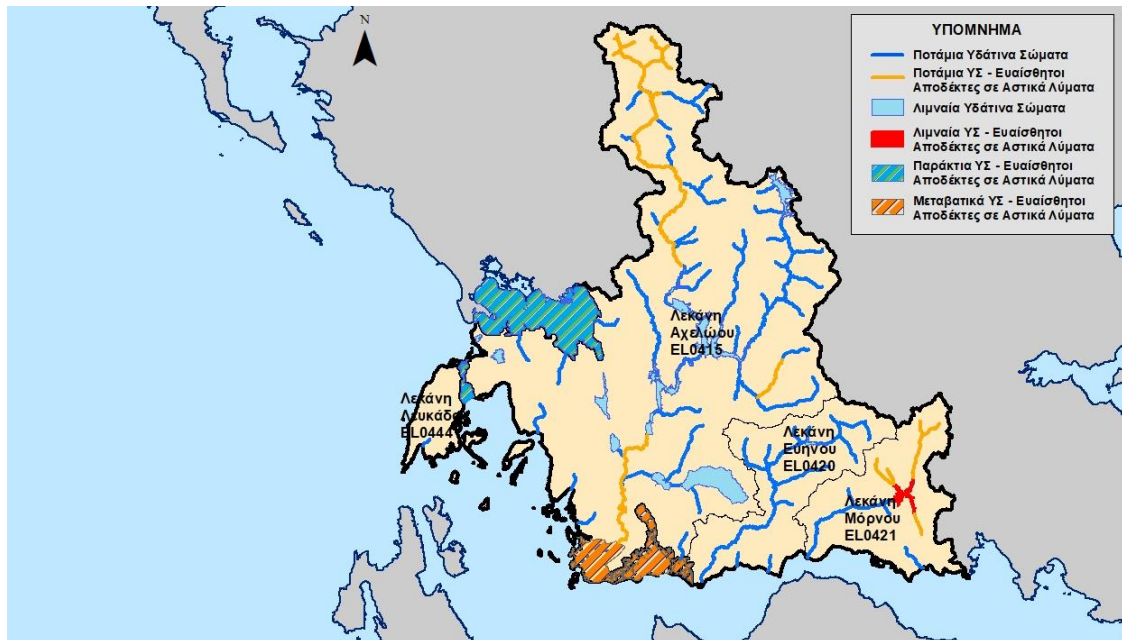 N
ΥΠΟΜΝΗΜΑ
Ποτάμια Υδάτινα Σώματα
Ποτάμια ΥΣ - Ευαίσθητοι
Αποδέκτες σε Αστικά Λύματα
Λιμναία Υδάτινα Σώματα
Λιμναία ΥΣ - Ευαίσθητοι
Αποδέκτες σε Αστικά Λύματα
Παράκτια ΥΣ - Ευαίσθητοι
Αποδέκτες σε Αστικά Λύματα
Μεταβατικά ΥΣ - Ευαίσθητοι
Αποδέκτες σε Αστικά Λύματα
Λεκάνη
Αχελώου
EL0415
Λεκάνη
Λευκάδας
EL0444
Λεκάνη
Εύηνου
EL0420
Λεκάνη
Μόρνου
EL0421